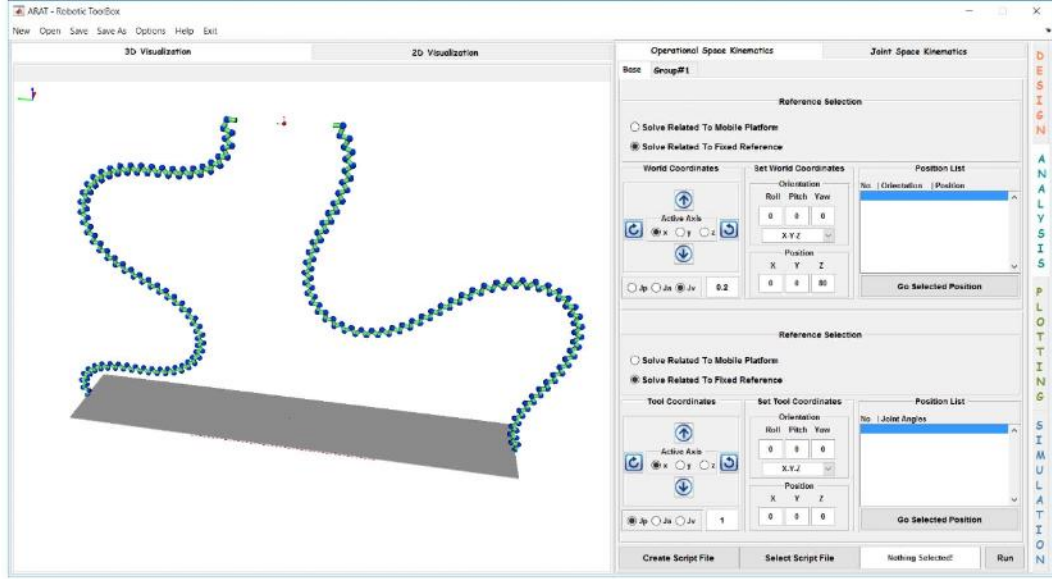 ARAT - Robotic ToolBox
New Open Save Save As Options Help Exit
3D Visualization 2D Visualization
Operational Space Kinematics Joint Space Kinematics
Base Group#1
Reference Selection
Solve Related To Mobile Platform
Solve Related To Fixed Reference
World Coordinates Set World Coordinates Position List
Orientation No. | Orientation | Position
Roll Pitch Yaw
Active Axis 0 0 0
x y z X-Y-Z
Position
X Y Z
Jp Ja Jv 0.2 0 0 80 Go Selected Position
Reference Selection
Solve Related To Mobile Platform
Solve Related To Fixed Reference
Tool Coordinates Set Tool Coordinates Position List
Orientation No | Joint Angles
Roll Pitch Yaw
Active Axis 0 0 0
x y z X-Y-Z
Position
X Y Z
Jp Ja Jv 1 0 0 0 Go Selected Position
Create Script File Select Script File Nothing Selected! Run
DESIGN
ANALYSIS
PLOTTING
SIMULATION